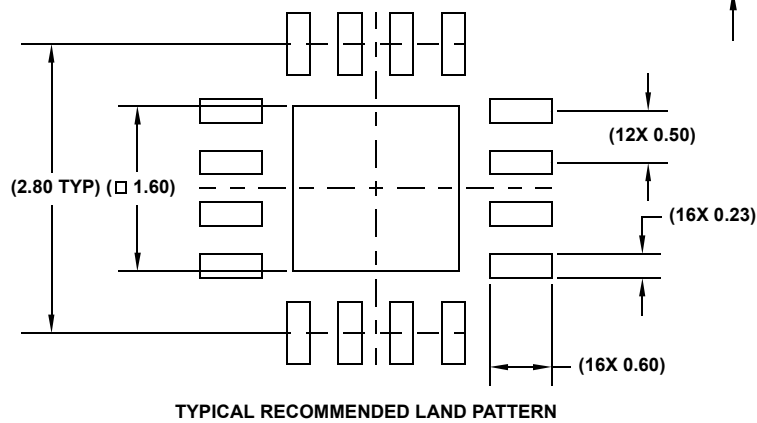 (12X 0.50)
(2.80 TYP) (□ 1.60)
(16X 0.23)
(16X 0.60)
TYPICAL RECOMMENDED LAND PATTERN